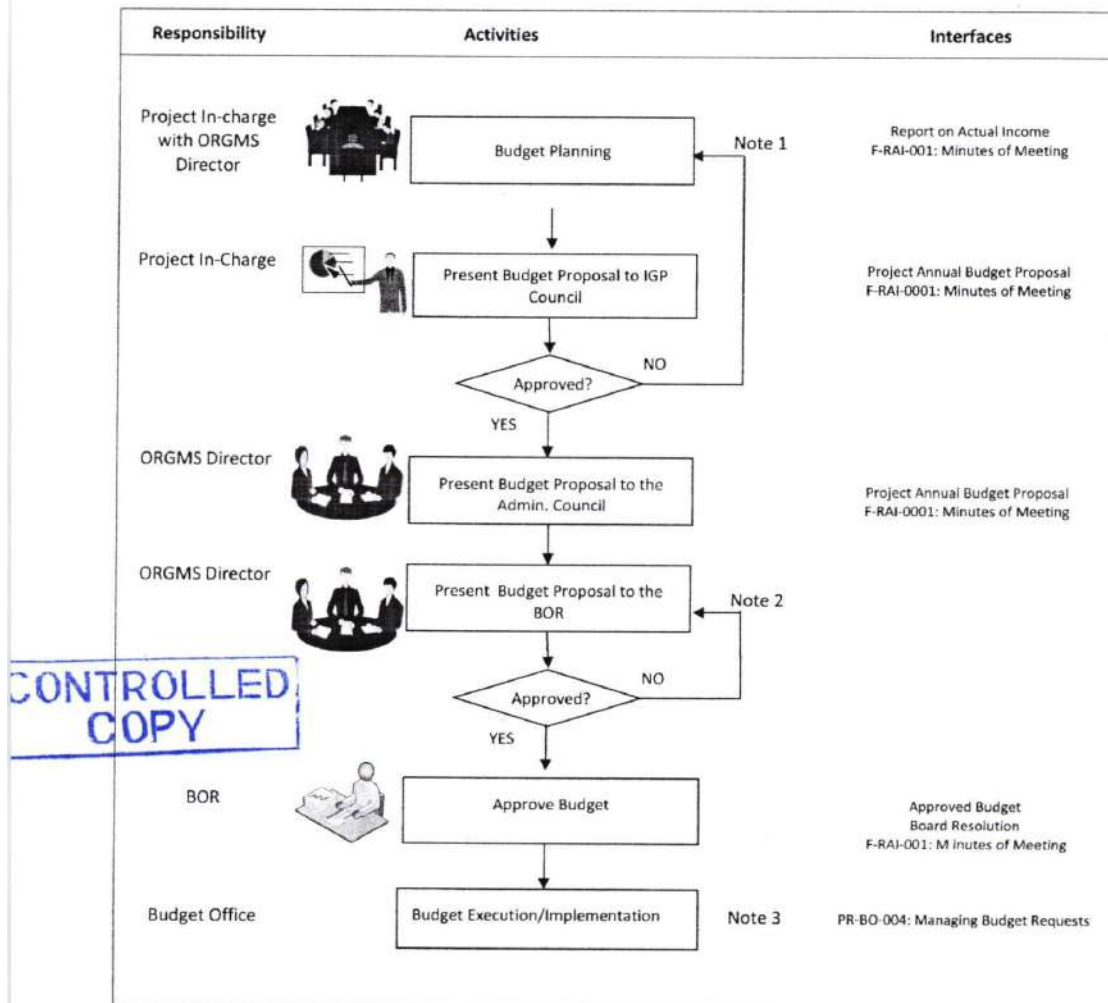 Responsibility Activities Interfaces
Project In-charge
with ORGMS
Director
Budget Planning
Note 1
Report on Actual Income
F-RAI-001: Minutes of Meeting
Project In-Charge
Present Budget Proposal to IGP
Council
Project Annual Budget Proposal
F-RAI-0001: Minutes of Meeting
Approved?
NO
YES
ORGMS Director
Present Budget Proposal to the
Admin. Council
Project Annual Budget Proposal
F-RAI-0001: Minutes of Meeting
ORGMS Director
Present Budget Proposal to the
BOR
Note 2
Approved?
NO
YES
CONTROLLED
COPY
BOR
Approve Budget
Approved Budget
Board Resolution
F-RAI-001: M inutes of Meeting
Budget Office
Budget Execution/Implementation
Note 3
PR-BO-004: Managing Budget Requests